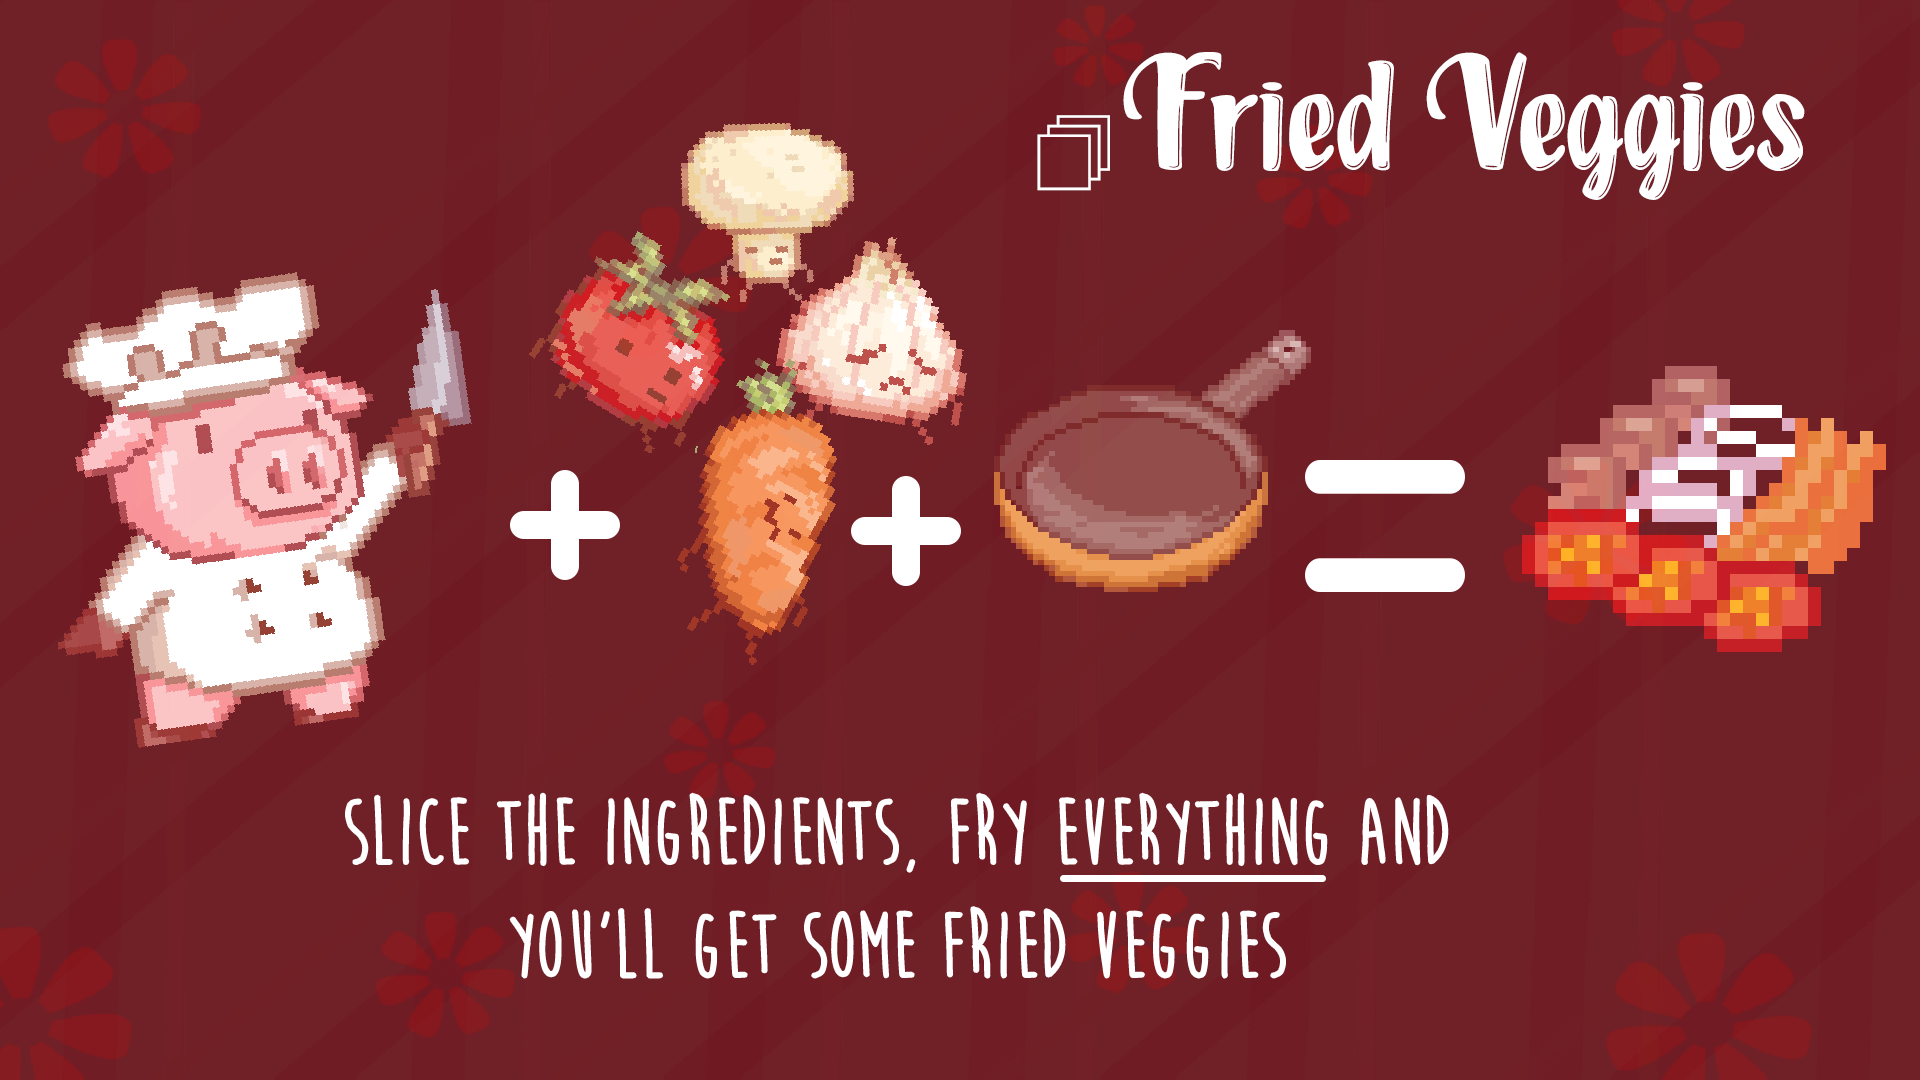 Fried Veggies
SLICE THE INGREDIENTS, FRY EVERYTHING AND
YOU'LL GET SOME FRIED VEGGIES